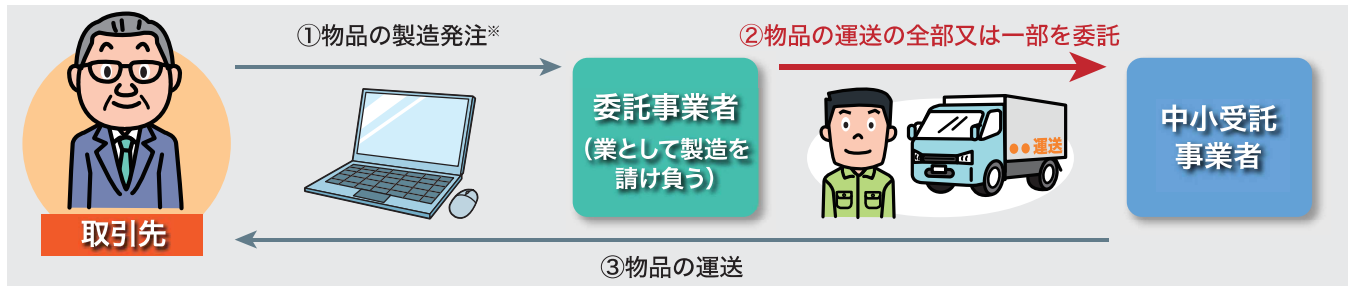 ①物品の製造発注※
②物品の運送の全部又は一部を委託
委託事業者
（業として製造を
請け負う）
●●運送
中小受託
事業者
取引先
③物品の運送